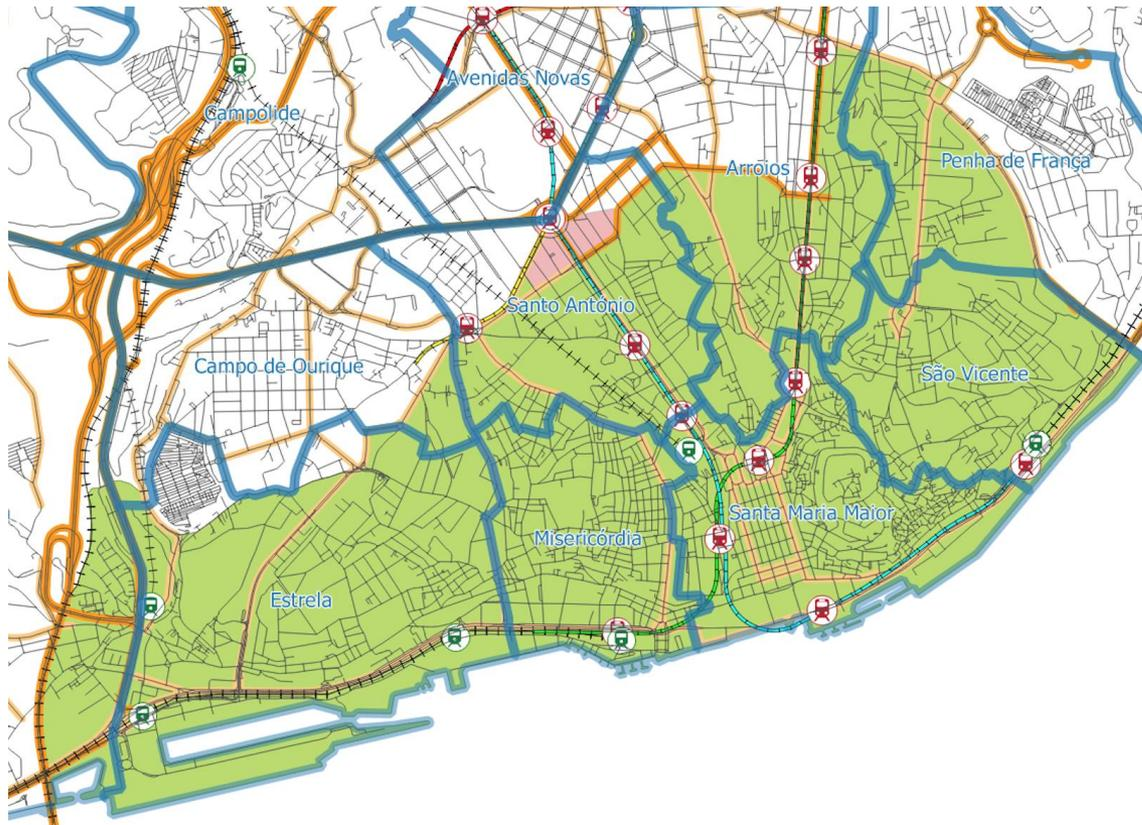 Avenidas Novas
Campolide
Penha de França
Arroios
Santo António
Campo de Ourique
São Vicente
Santa Maria Maior
Misericórdia
Estrela